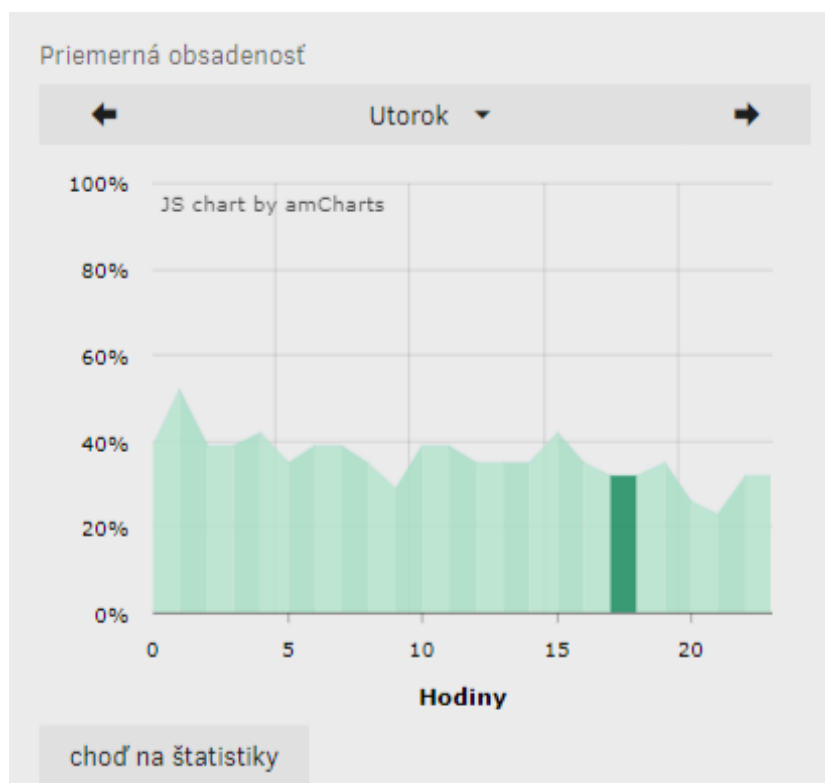 Priemerná obsadenosť
Utorok
100%
JS chart by amCharts
80%
60%
40%
20%
0%
0 5 10 15 20
Hodiny
choď na štatistiky